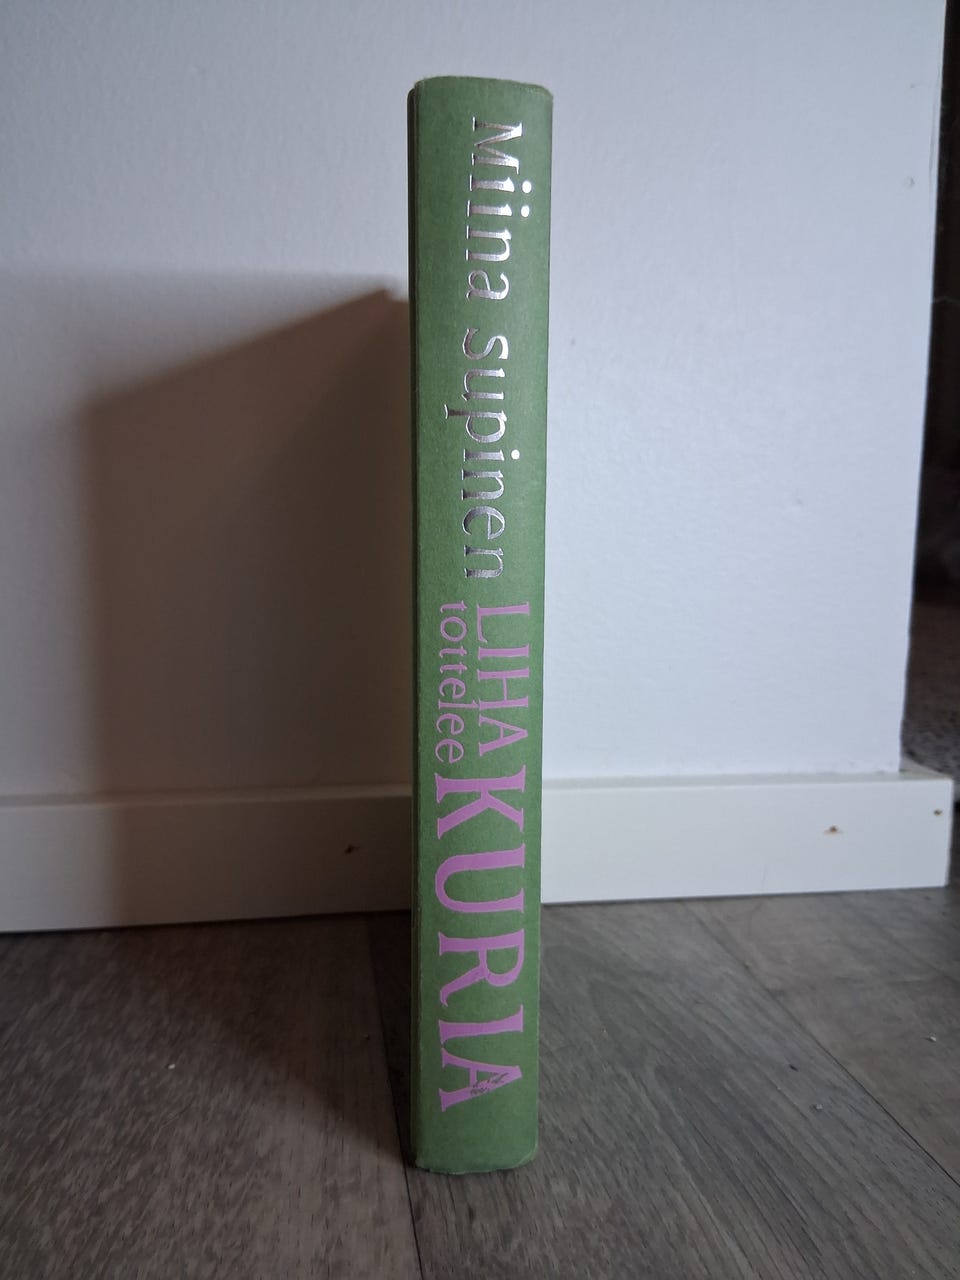 Miina supinen
LIHA
tottelee
KURIA